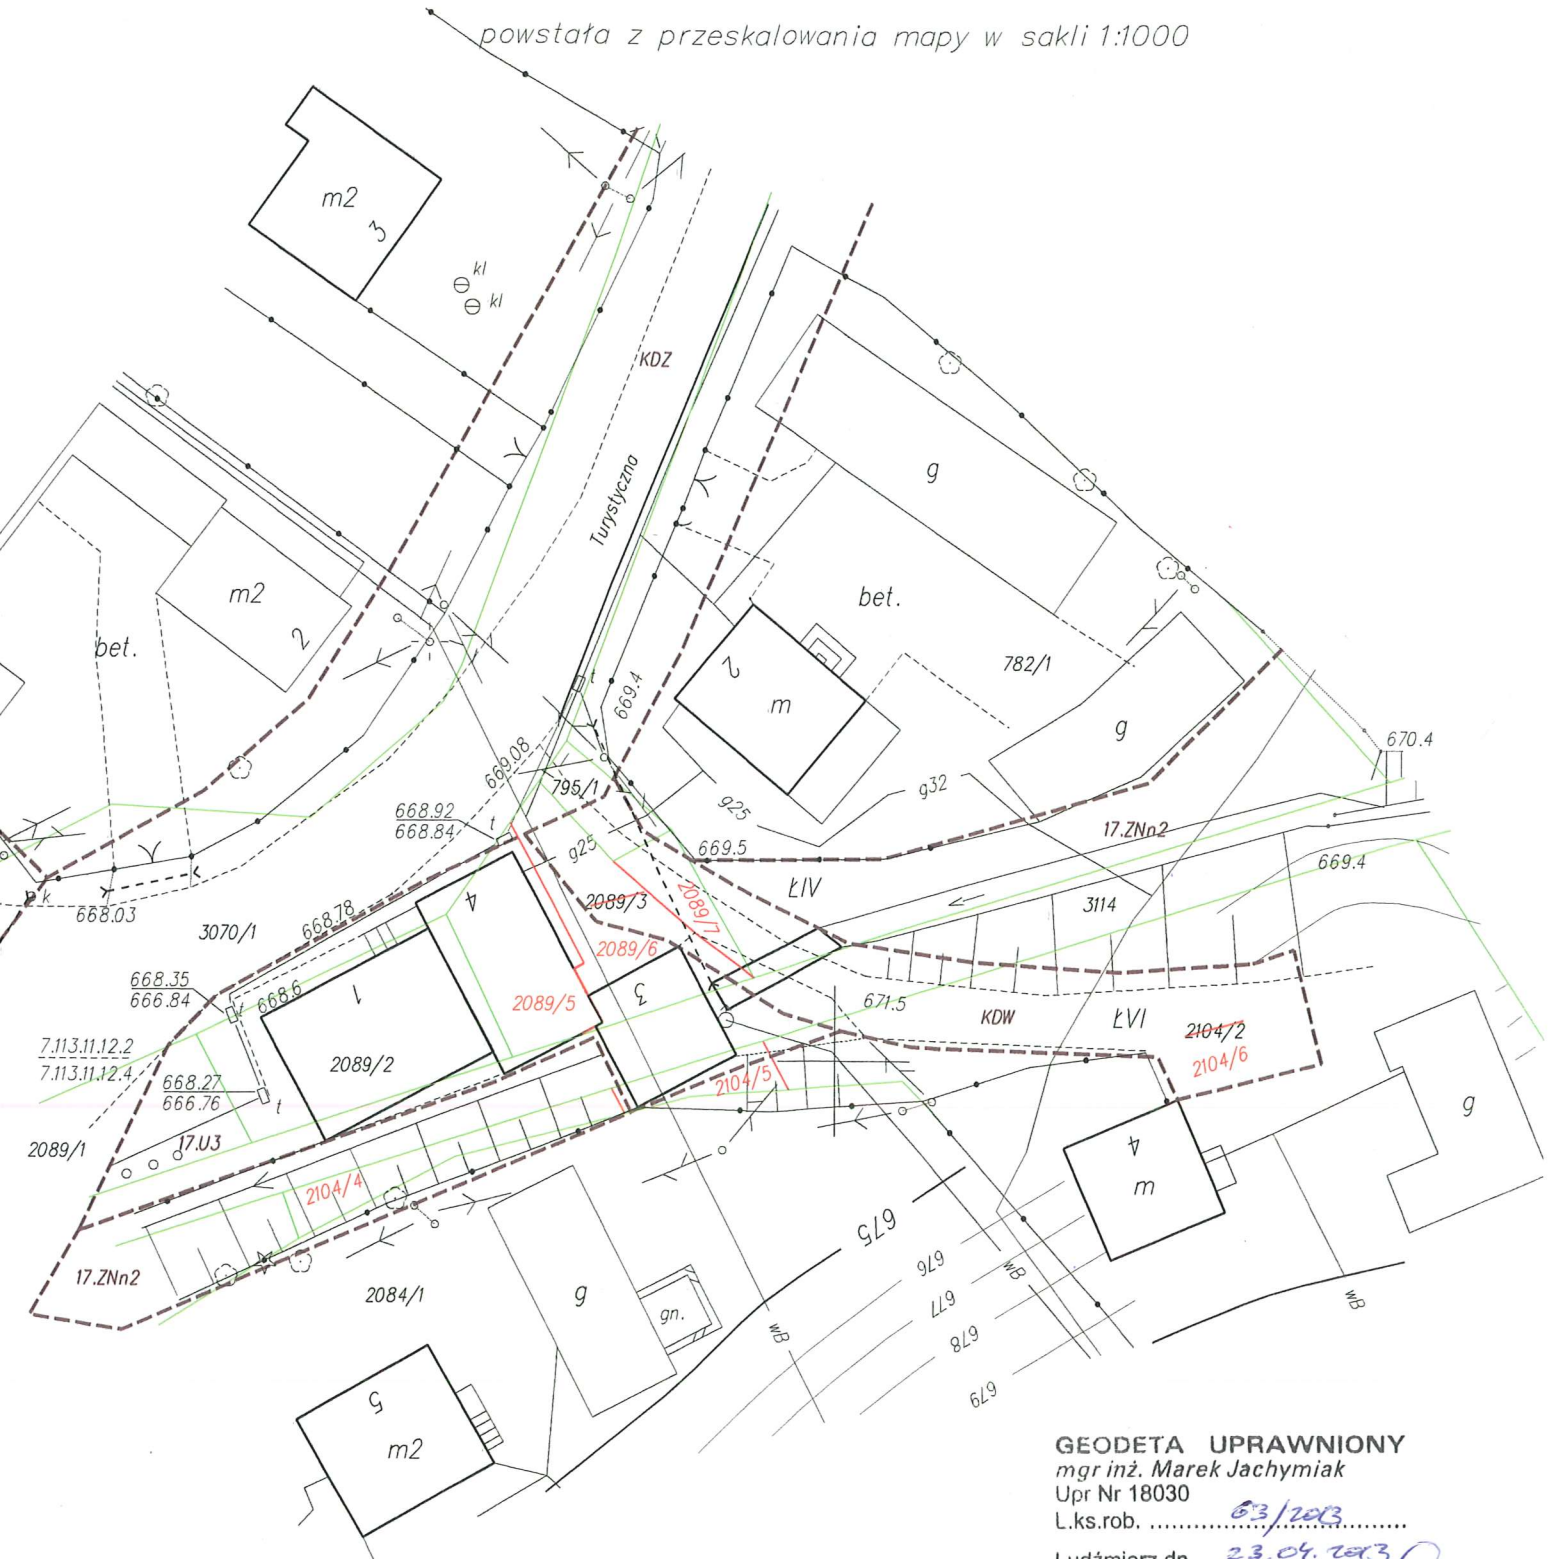 powstała z przeskalowania mapy w sakli 1:1000
m2
3
kl
kl
KDZ
Turystyczna
g
m2
2
bet.
bet.
782/1
2
m
g
669.4
669.08
795/1
670.4
g25
g32
17.ZNn2
668.92
668.84
t
t
g25
669.5
669.4
k
668.03
3070/1
668.78
4
2089/3
2089/7
ŁIV
3114
2089/6
668.35
666.84
t
668.6
1
2089/5
3
671.5
KDW
ŁVI
2104/2
2104/6
7.113.11.12.2
7.113.11.12.4
668.27
666.76
t
2089/2
2104/5
2089/1
17.U3
g
4
m
2104/4
675
676
677
678
679
wB
wB
wB
17.ZNn2
2084/1
g
gn.
5
m2
GEODETA UPRAWNIONY
mgr inż. Marek Jachymiak
Upr Nr 18030
L.ks.rob. ........63/2013........
Ludźmierz dn. 23.04.2013